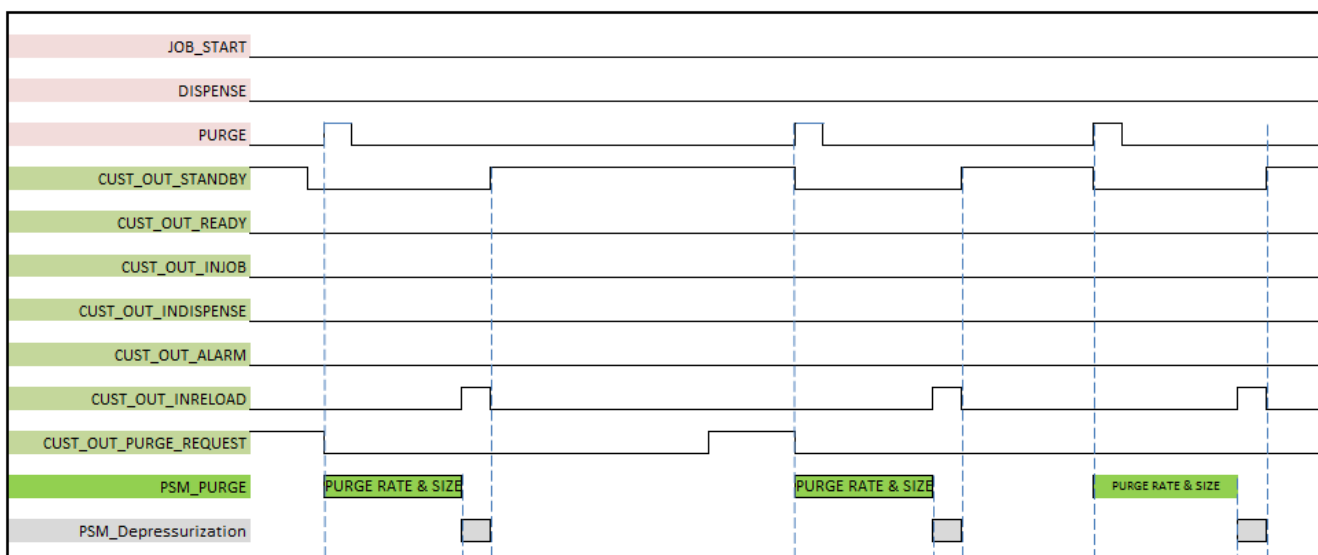 JOB_START
DISPENSE
PURGE
CUST_OUT_STANDBY
CUST_OUT_READY
CUST_OUT_INJOB
CUST_OUT_INDISPENSE
CUST_OUT_ALARM
CUST_OUT_INRELOAD
CUST_OUT_PURGE_REQUEST
PSM_PURGE PURGE RATE & SIZE PURGE RATE & SIZE PURGE RATE & SIZE
PSM_Depressurization